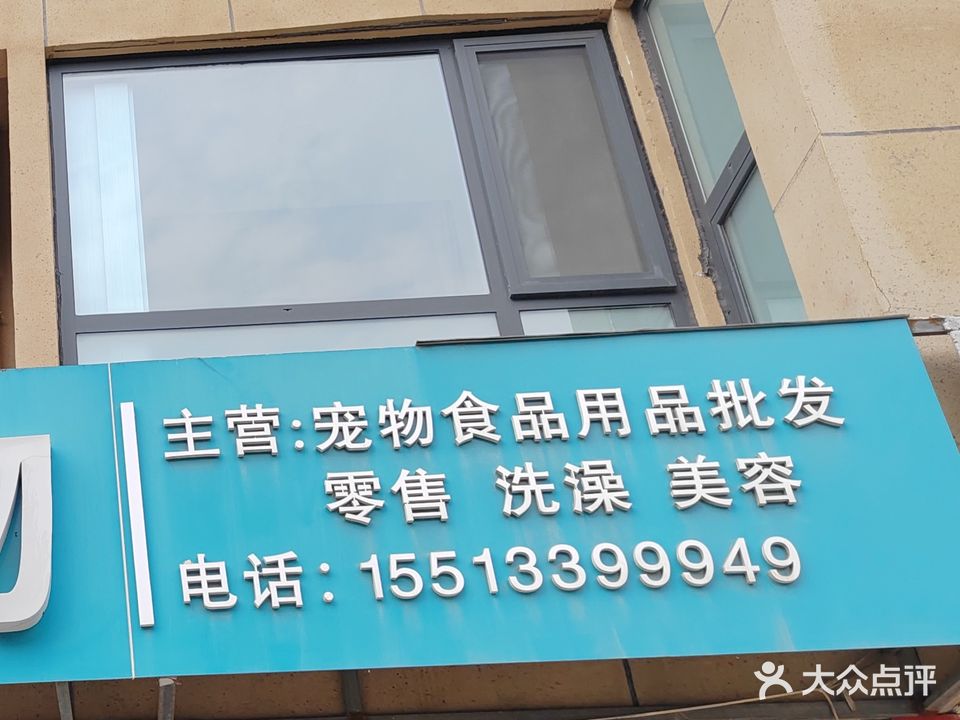 主营:宠物食品用品批发
零售 洗澡 美容
电话:15513399949
大众点评